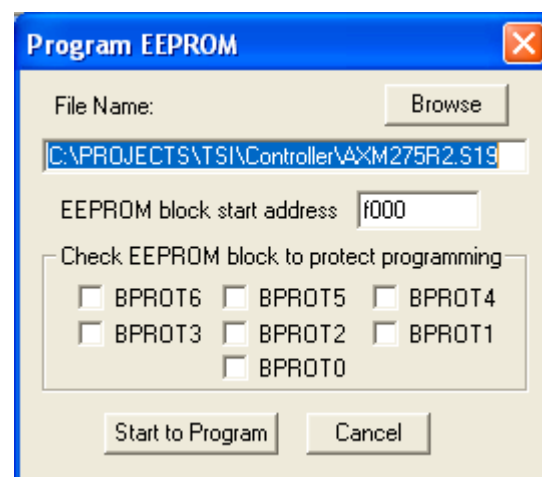 Program EEPROM
File Name:
Browse
C:\PROJECTS\TSI\Controller\AXM275R2.S19
EEPROM block start address f000
Check EEPROM block to protect programming
BPROT6 BPROT5 BPROT4
BPROT3 BPROT2 BPROT1
BPROT0
Start to Program Cancel